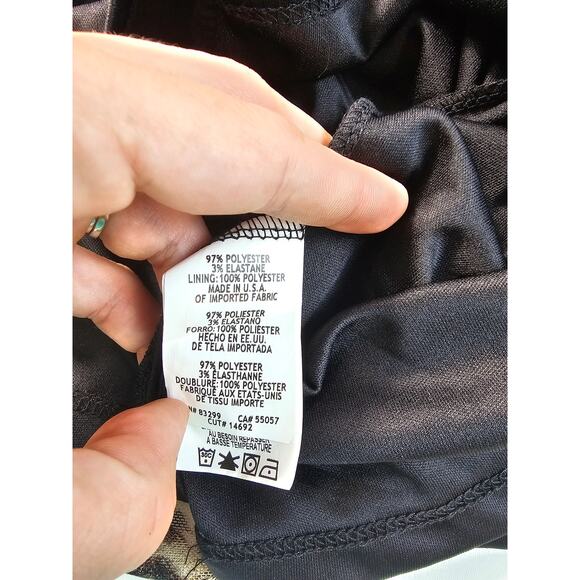 97% POLYESTER
3% ELASTANE
LINING: 100% POLYESTER
MADE IN U.S.A.
OF IMPORTED FABRIC
97% POLIESTER
3% ELASTANO
FORRO: 100% POLIESTER
HECHO EN EE.UU.
DE TELA IMPORTADA
97% POLYESTER
3% ÉLASTHANNE
DOUBLURE: 100% POLYESTER
FABRIQUÉ AUX ETATS-UNIS
DE TISSU IMPORTE
N# 83299 CA# 55057
CUT# 14692
AU BESOIN REPASSER
A BASSE TEMPERATURE